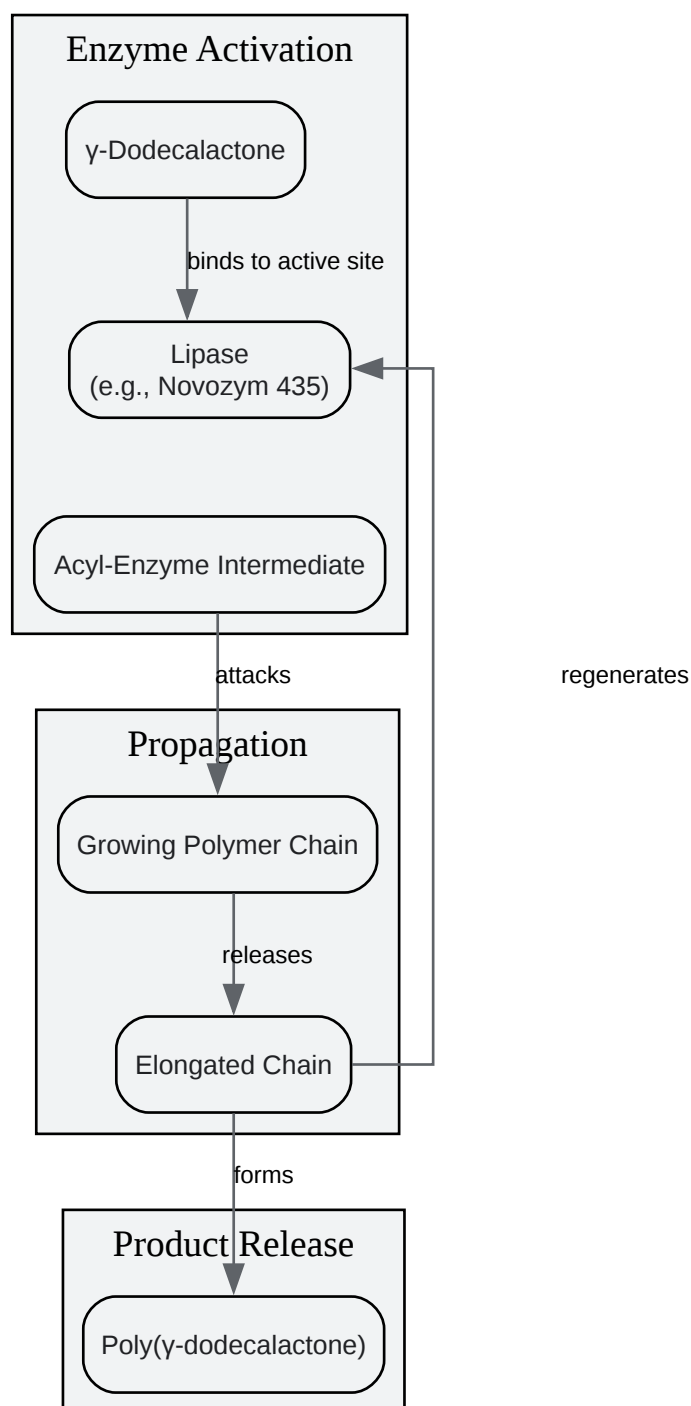 Enzyme Activation
γ-Dodecalactone
binds to active site
Lipase
(e.g., Novozym 435)
Acyl-Enzyme Intermediate
attacks
regenerates
Propagation
Growing Polymer Chain
releases
Elongated Chain
forms
Product Release
Poly(γ-dodecalactone)